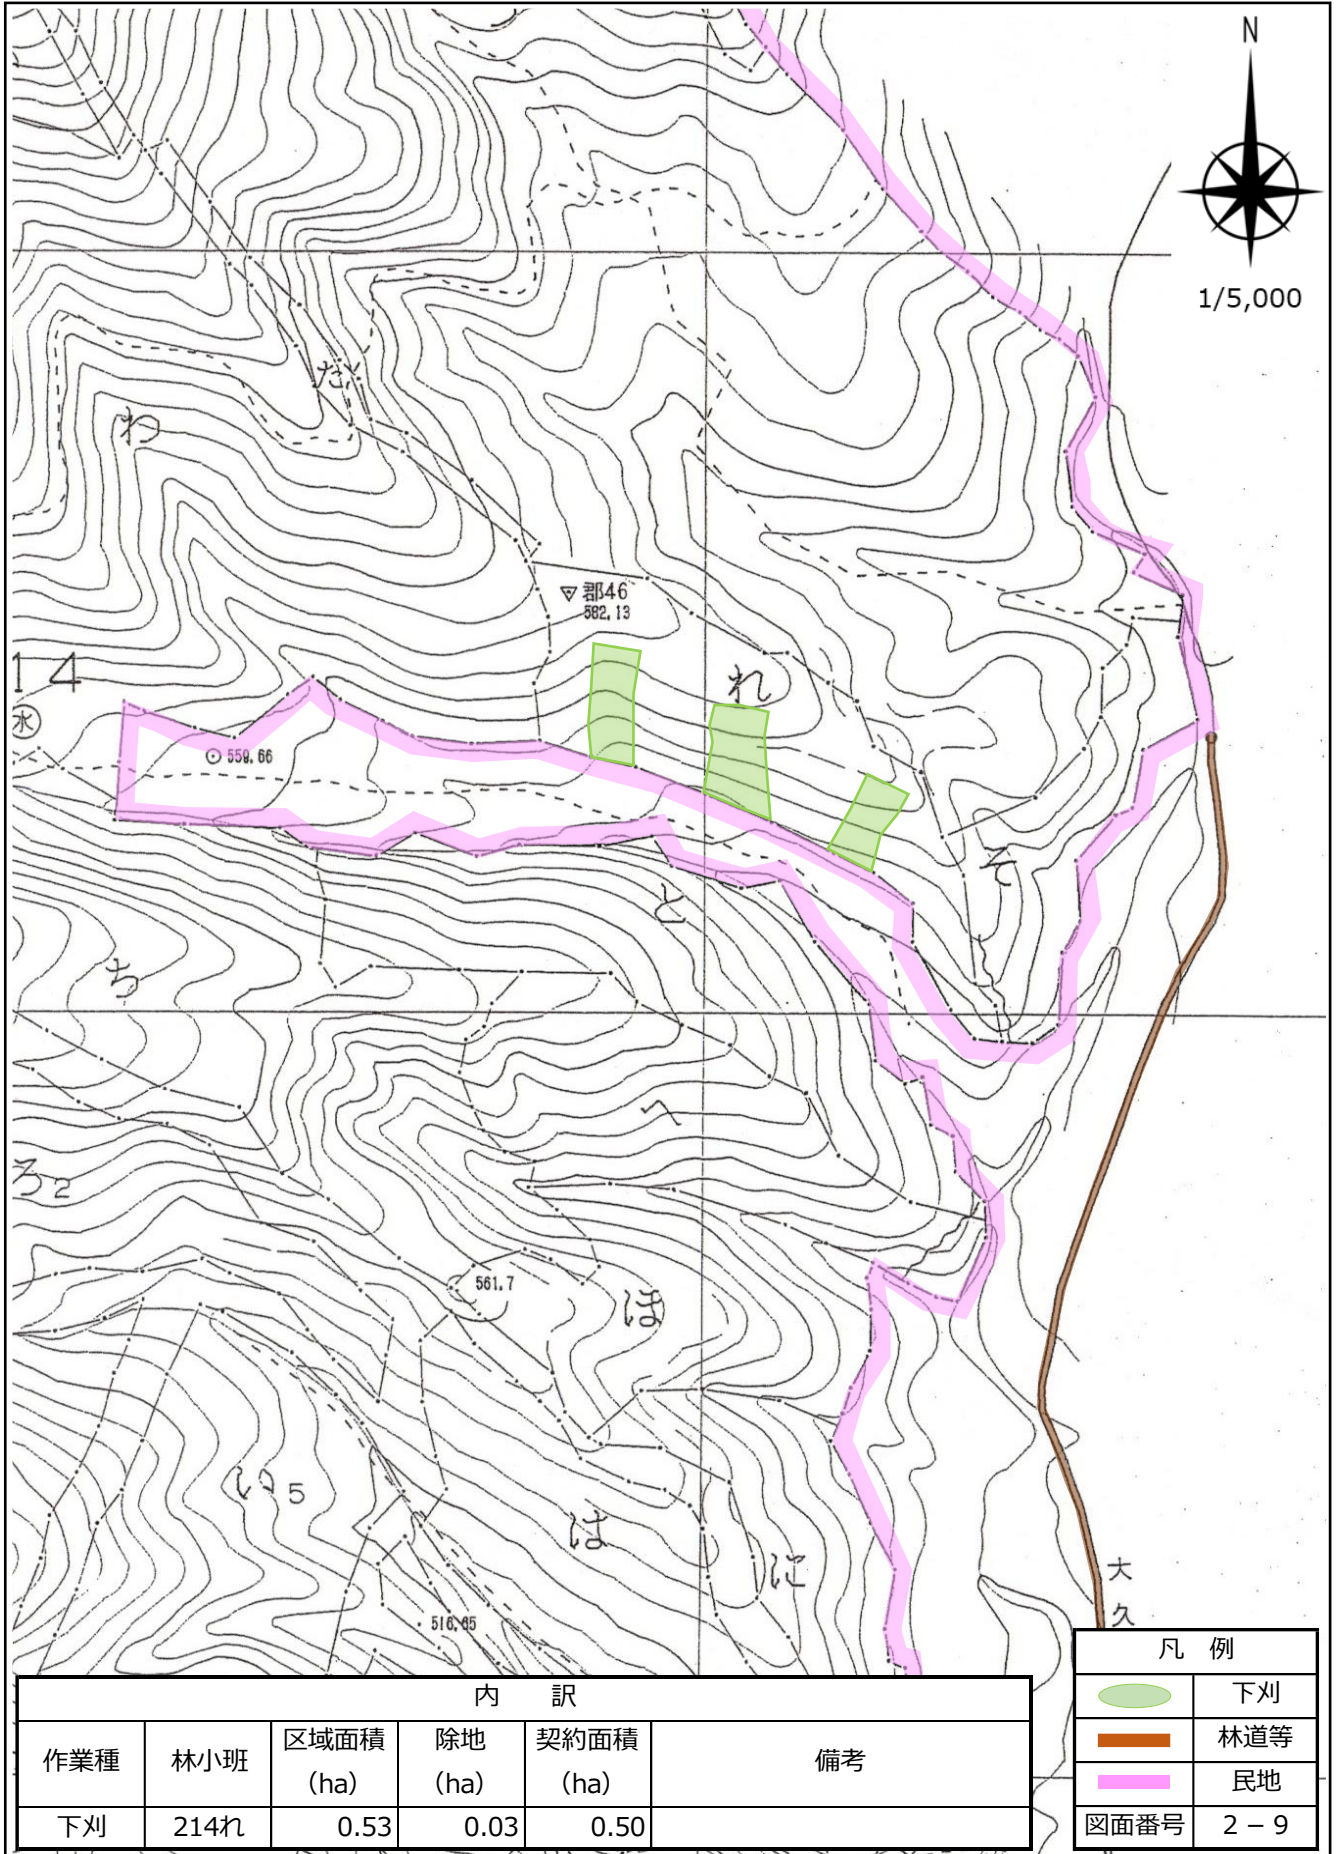 N
1/5,000
た
わ
郡46
582.13
14
れ
水
559.66
そ
と
ち
へ
ろ2
561.7
ほ
い5
は
に
516.65
大
久
凡 例
下刈
林道等
民地
図面番号 2－9
内 訳
作業種 林小班 区域面積(ha) 除地(ha) 契約面積(ha) 備考
下刈 214れ 0.53 0.03 0.50